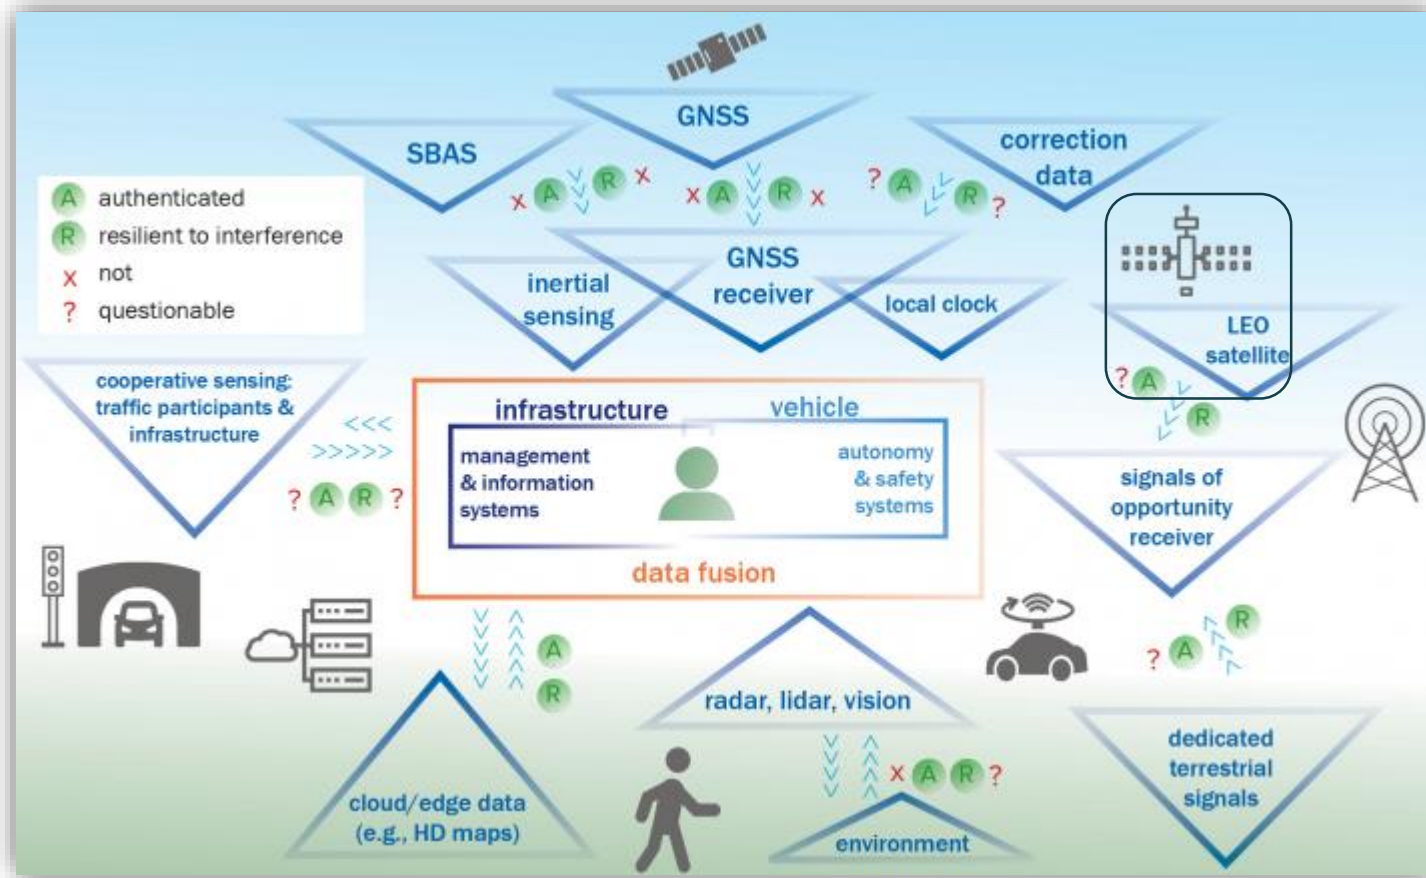 GNSS
SBAS
correction
data
x A R x
x A R x
? A R ?
A authenticated
R resilient to interference
x not
? questionable
GNSS
receiver
inertial
sensing
local clock
LEO
satellite
? A
R
cooperative sensing:
traffic participants &
infrastructure
<<<
>>>>>
? A R ?
infrastructure
vehicle
management
& information
systems
autonomy
& safety
systems
data fusion
signals of
opportunity
receiver
A
R
R
? A
radar, lidar, vision
dedicated
terrestrial
signals
x A R ?
cloud/edge data
(e.g., HD maps)
environment